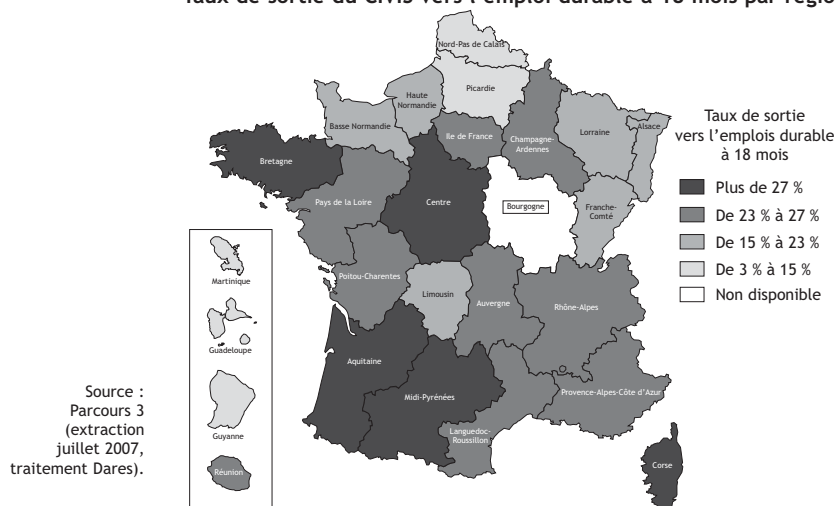 Taux de sortie du CIVIS vers l'emploi durable à 18 mois par régio
Nord-Pas de Calais
Picardie
Haute
Normandie
Basse Normandie
Ile de France
Champagne-
Ardennes
Lorraine
Alsace
Bretagne
Pays de la Loire
Centre
Bourgogne
Franche-
Comté
Poitou-Charentes
Limousin
Auvergne
Rhône-Alpes
Aquitaine
Midi-Pyrénées
Languedoc-
Roussillon
Provence-Alpes-Côte d'Azur
Corse
Martinique
Guadeloupe
Guyanne
Réunion
Taux de sortie
vers l'emplois durable
à 18 mois
Plus de 27 %
De 23 % à 27 %
De 15 % à 23 %
De 3 % à 15 %
Non disponible
Source :
Parcours 3
(extraction
juillet 2007,
traitement Dares).